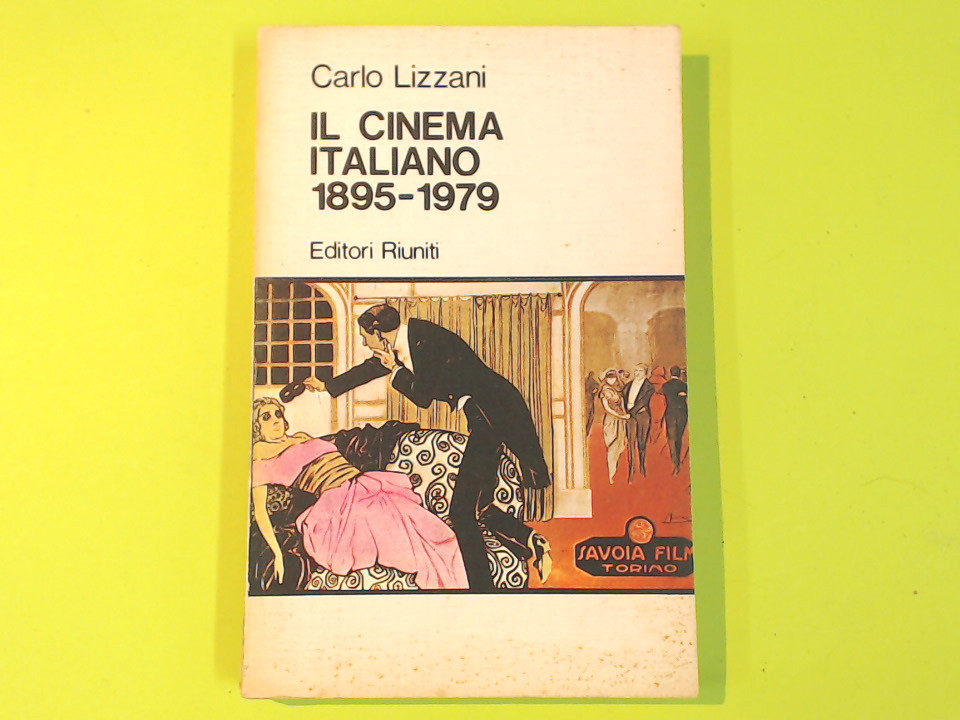 Carlo Lizzani
IL CINEMA
ITALIANO
1895-1979
Editori Riuniti
SAVOIA FILM
TORINO